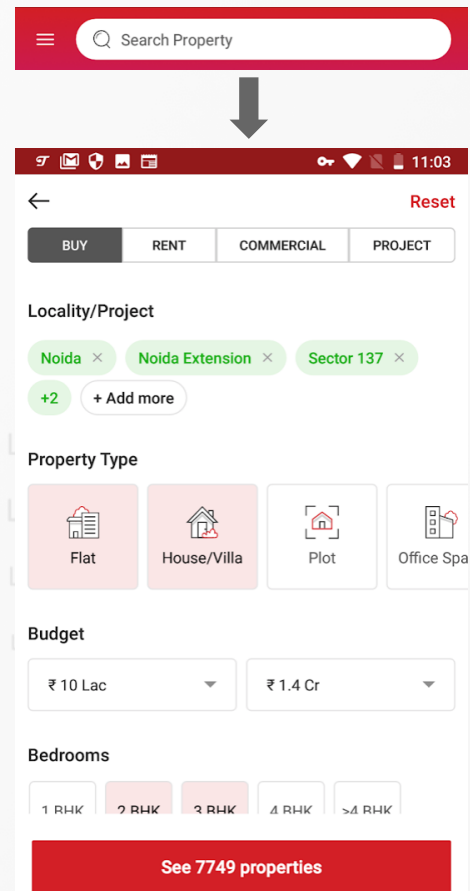 Search Property
11:03
Reset
BUY RENT COMMERCIAL PROJECT
Locality/Project
Noida × Noida Extension × Sector 137 ×
+2 + Add more
Property Type
Flat House/Villa Plot Office Spa
Budget
₹ 10 Lac ₹ 1.4 Cr
Bedrooms
1 BHK 2 BHK 3 BHK 4 BHK >4 BHK
See 7749 properties